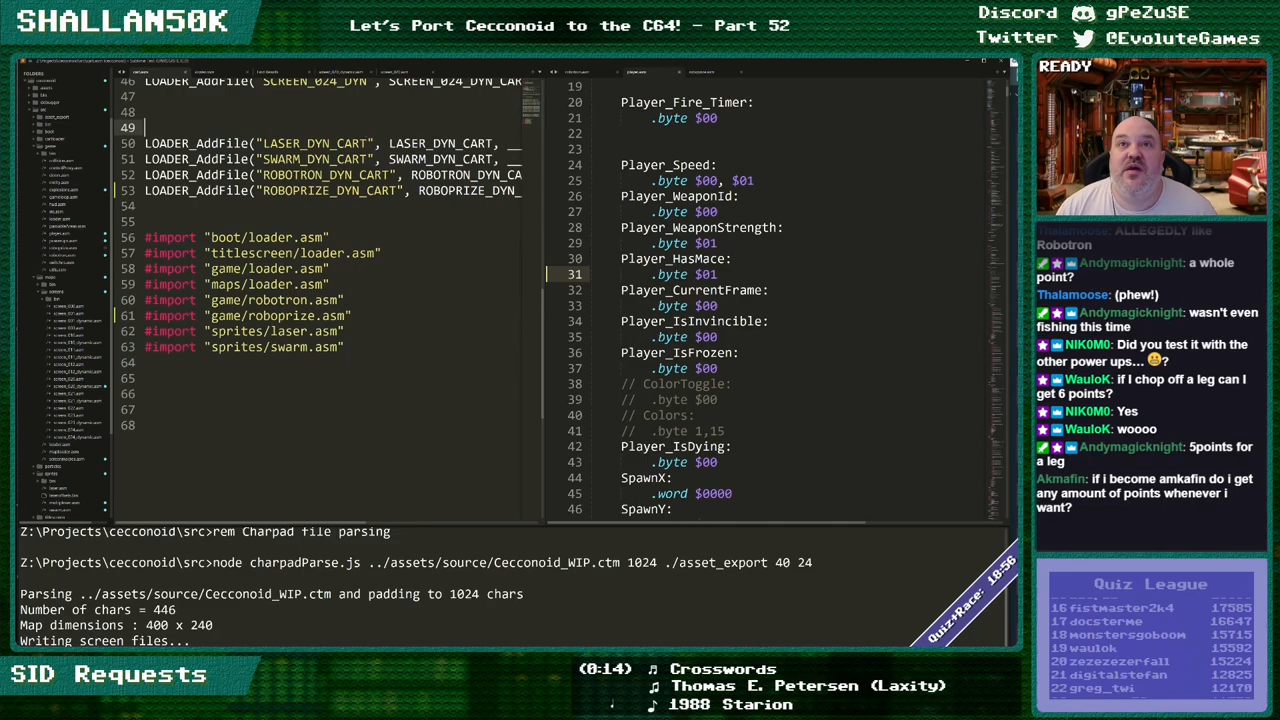 SHALLAN50K
Let's Port Cecconoid to the C64! - Part 52
Discord gPeZuSE
Twitter @EvoluteGames
FOLDERS
46 LOADER_AddFile("SCREEN_024_DYN", SCREEN_024_DYN_CAR
47
48
49
50 LOADER_AddFile("LASER_DYN_CART", LASER_DYN_CART, __
51 LOADER_AddFile("SWARM_DYN_CART", SWARM_DYN_CART, __
52 LOADER_AddFile("ROBOTRON_DYN_CART", ROBOTRON_DYN_CA
53 LOADER_AddFile("ROBOPRIZE_DYN_CART", ROBOPRIZE_DYN_
54
55
56 #import "boot/loader.asm"
57 #import "titlescreen/loader.asm"
58 #import "game/loader.asm"
59 #import "maps/loader.asm"
60 #import "game/robotron.asm"
61 #import "game/roboprize.asm"
62 #import "sprites/laser.asm"
63 #import "sprites/swarm.asm"
64
65
66
67
68
19
20 Player_Fire_Timer:
21 .byte $00
22
23
24 Player_Speed:
25 .byte $00, $01
26 Player_WeaponId:
27 .byte $00
28 Player_WeaponLength:
29 .byte $01
30 Player_HasMace:
31 .byte $01
32 Player_CurrentFrame:
33 .byte $00
34 Player_IsInvincible:
35 .byte $00
36 Player_IsFrozen:
37 .byte $00
38 // ColorToggle:
39 // .byte $00
40 // Colors:
41 // .byte 1,15
42 Player_IsDying:
43 .byte $00
44 SpawnX:
45 .word $0000
46 SpawnY:
Z:\Projects\cecconoid\src>rem Charpad file parsing
Z:\Projects\cecconoid\src>node charpadParse.js ../assets/source/Cecconoid_WIP.ctm 1024 ./asset_export 40 24
Parsing ../assets/source/Cecconoid_WIP.ctm and padding to 1024 chars
Number of chars = 446
Map dimensions : 400 x 240
Writing screen files...
Quiz+Race: 18:56
READY
Thalamoose: ALLEGEDLY like
Robotron
Andymagicknight: a whole
point?
Thalamoose: (phew!)
Andymagicknight: wasn't even
fishing this time
NIK0M0: Did you test it with the
other power ups...
WauloK: if I chop off a leg can I
get 6 points?
NIK0M0: Yes
WauloK: woooo
Andymagicknight: 5points for
a leg
Akmafin: if i become amkafin do i get
any amount of points whenever i
want?
Quiz League
16 fistmaster2k4 17585
17 docsterme 16647
18 monstersgoboom 15715
19 waulok 15592
20 zezezezerfall 15224
21 digitalstefan 12825
22 greg_twi 12170
SID Requests
(0:14) Crosswords
Thomas E. Petersen (Laxity)
1988 Starion